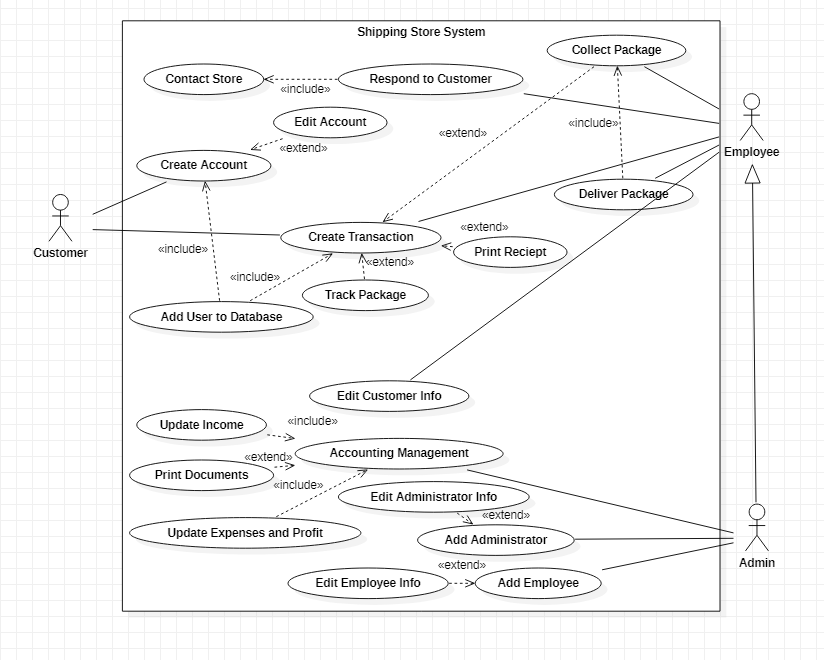 Shipping Store System
Collect Package
Contact Store
Respond to Customer
«include»
Edit Account
«include»
«extend»
«extend»
Employee
Create Account
Deliver Package
Customer
«extend»
Create Transaction
«include»
Print Reciept
«extend»
«include»
Track Package
Add User to Database
Edit Customer Info
Update Income
«include»
Accounting Management
«extend»
Print Documents
«include»
Edit Administrator Info
«extend»
Update Expenses and Profit
Add Administrator
Admin
«extend»
Edit Employee Info
Add Employee